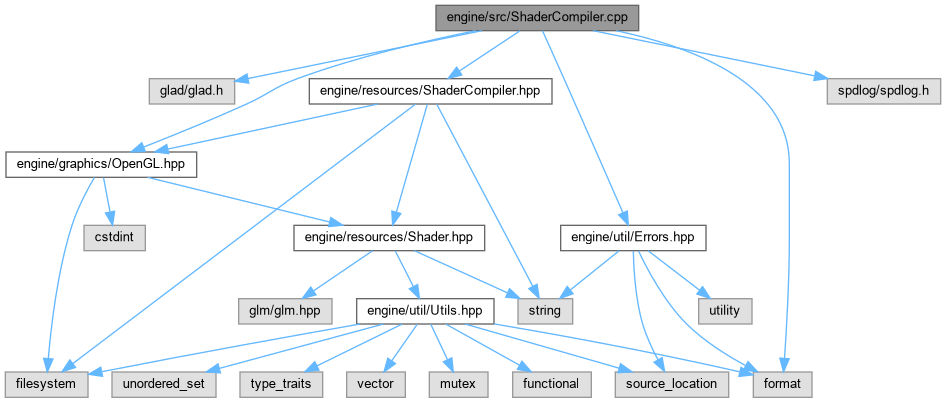 engine/src/ShaderCompiler.cpp
glad/glad.h
engine/resources/ShaderCompiler.hpp
spdlog/spdlog.h
engine/graphics/OpenGL.hpp
cstdint
engine/resources/Shader.hpp
engine/util/Errors.hpp
glm/glm.hpp
engine/util/Utils.hpp
string
utility
filesystem
unordered_set
type_traits
vector
mutex
functional
source_location
format